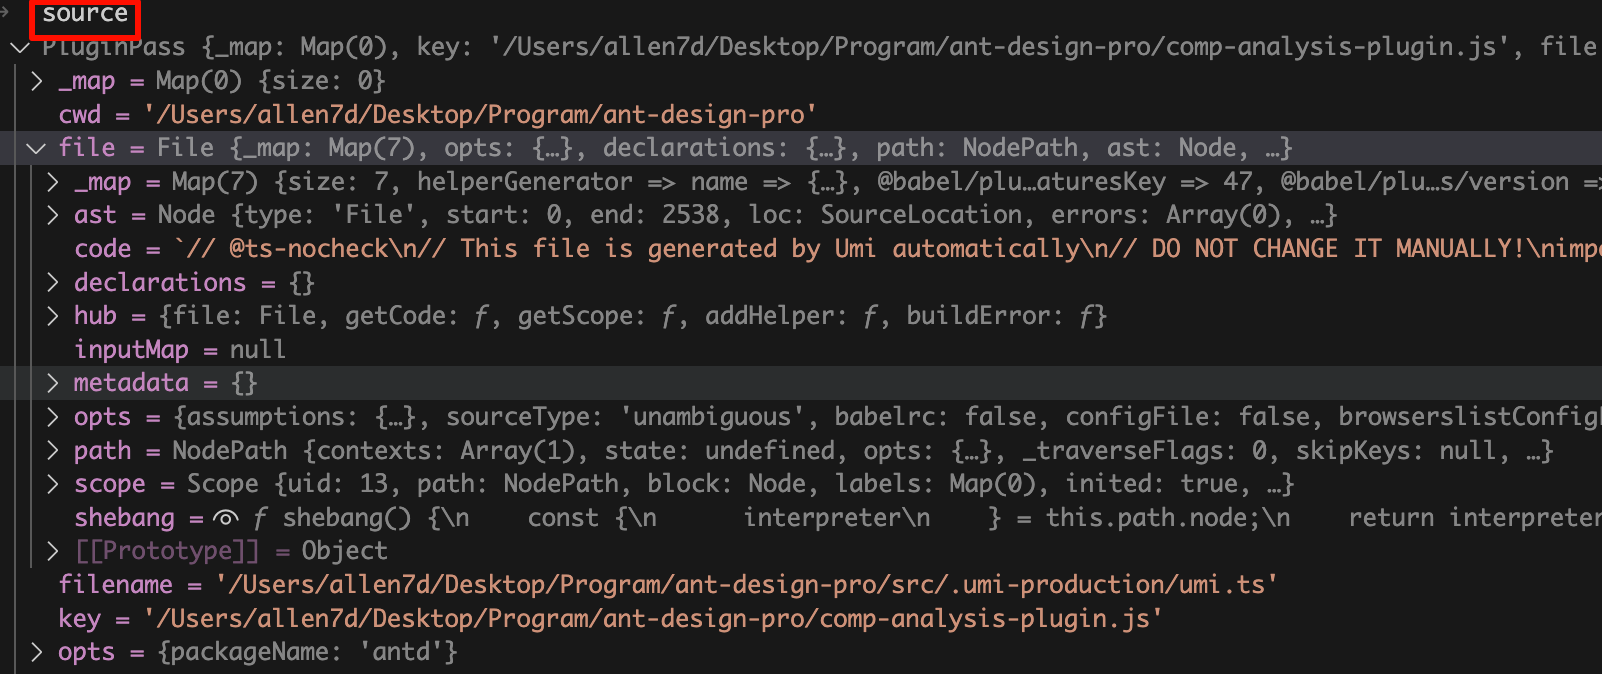 source
PluginPass {_map: Map(0), key: '/Users/allen7d/Desktop/Program/ant-design-pro/comp-analysis-plugin.js', file
_map = Map(0) {size: 0}
cwd = '/Users/allen7d/Desktop/Program/ant-design-pro'
file = File {_map: Map(7), opts: {…}, declarations: {…}, path: NodePath, ast: Node, …}
_map = Map(7) {size: 7, helperGenerator => name => {…}, @babel/plu…aturesKey => 47, @babel/plu…s/version =>
ast = Node {type: 'File', start: 0, end: 2538, loc: SourceLocation, errors: Array(0), …}
code = `// @ts-nocheck\n// This file is generated by Umi automatically\n// DO NOT CHANGE IT MANUALLY!\nimpo
declarations = {}
hub = {file: File, getCode: ƒ, getScope: ƒ, addHelper: ƒ, buildError: ƒ}
inputMap = null
metadata = {}
opts = {assumptions: {…}, sourceType: 'unambiguous', babelrc: false, configFile: false, browserslistConfigF
path = NodePath {contexts: Array(1), state: undefined, opts: {…}, _traverseFlags: 0, skipKeys: null, …}
scope = Scope {uid: 13, path: NodePath, block: Node, labels: Map(0), inited: true, …}
shebang = ƒ shebang() {\n    const {\n      interpreter\n    } = this.path.node;\n    return interpreter
[[Prototype]] = Object
filename = '/Users/allen7d/Desktop/Program/ant-design-pro/src/.umi-production/umi.ts'
key = '/Users/allen7d/Desktop/Program/ant-design-pro/comp-analysis-plugin.js'
opts = {packageName: 'antd'}